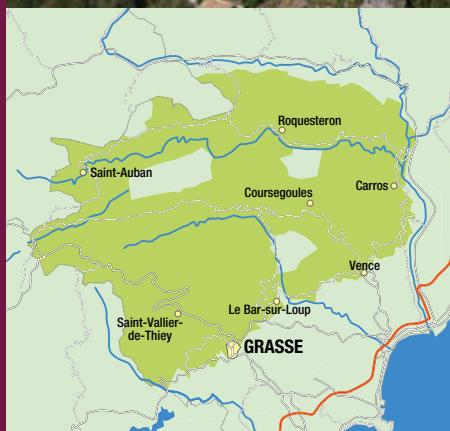 Roquesteron
Saint-Auban
Carros
Coursegoules
Vence
Le Bar-sur-Loup
Saint-Vallier-
de-Thiey
GRASSE